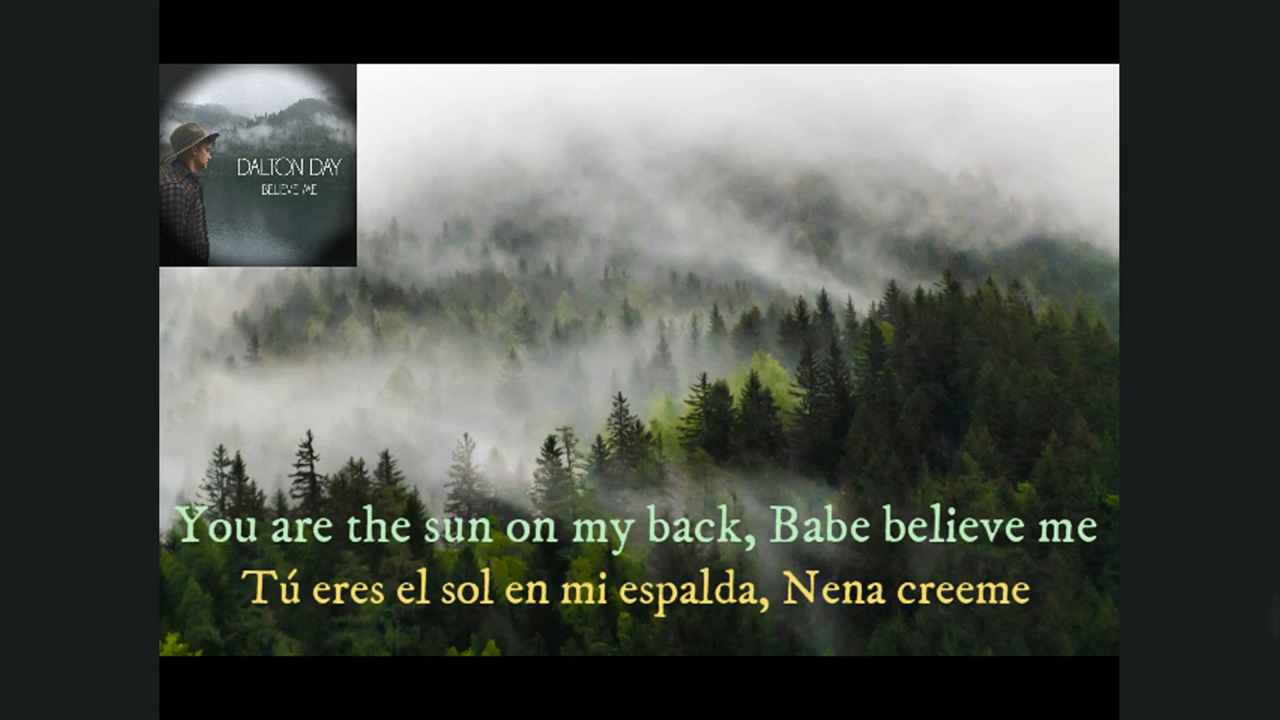 DALTON DAY
BELIEVE ME
You are the sun on my back, Babe believe me
Tú eres el sol en mi espalda, Nena creeme